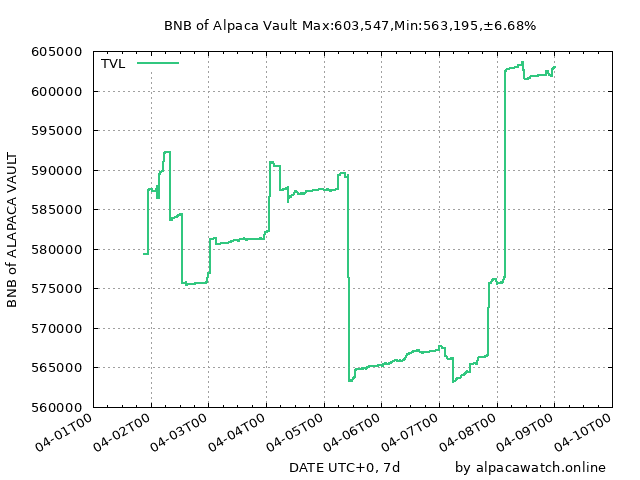 BNB of Alpaca Vault Max:603,547,Min:563,195,±6.68%
TVL
BNB of ALAPACA VAULT
605000
600000
595000
590000
585000
580000
575000
570000
565000
560000
04-01T00
04-02T00
04-03T00
04-04T00
04-05T00
04-06T00
04-07T00
04-08T00
04-09T00
04-10T00
DATE UTC+0, 7d
by alpacawatch.online